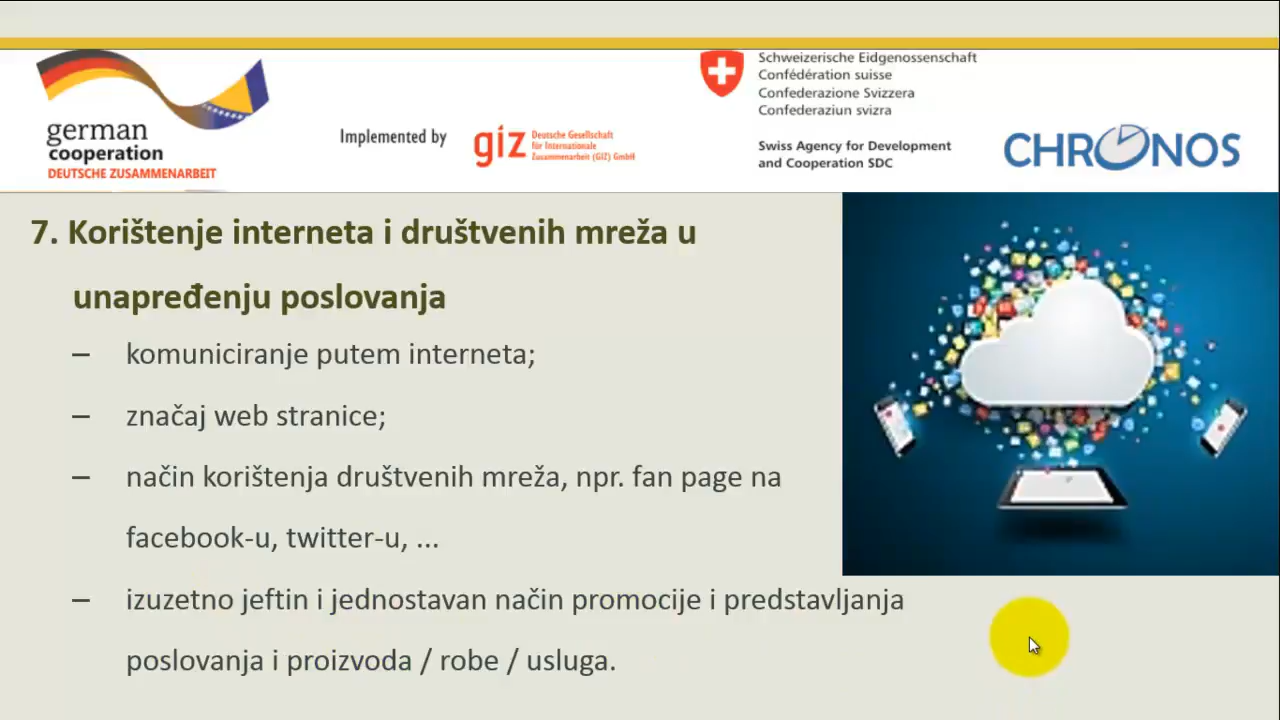 german
cooperation
DEUTSCHE ZUSAMMENARBEIT
Implemented by
giz
Deutsche Gesellschaft
für Internationale
Zusammenarbeit (GIZ) GmbH
Schweizerische Eidgenossenschaft
Confédération suisse
Confederazione Svizzera
Confederaziun svizra
Swiss Agency for Development
and Cooperation SDC
CHRONOS
7. Korištenje interneta i društvenih mreža u
unapređenju poslovanja
– komuniciranje putem interneta;
– značaj web stranice;
– način korištenja društvenih mreža, npr. fan page na
facebook-u, twitter-u, ...
– izuzetno jeftin i jednostavan način promocije i predstavljanja
poslovanja i proizvoda / robe / usluga.